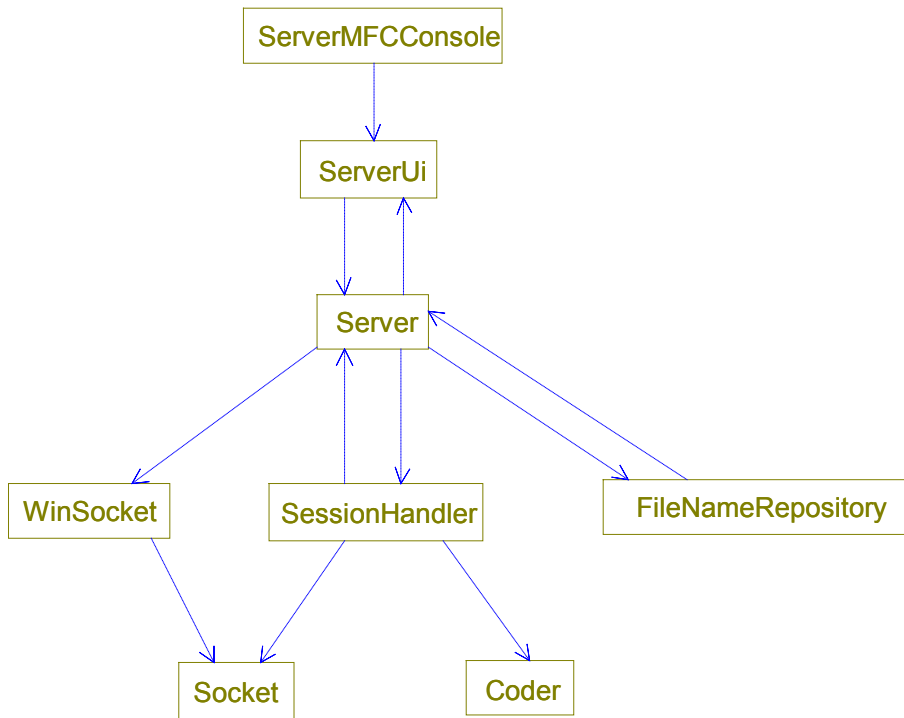 ServerMFCConsole
ServerUi
Server
WinSocket
SessionHandler
FileNameRepository
Socket
Coder